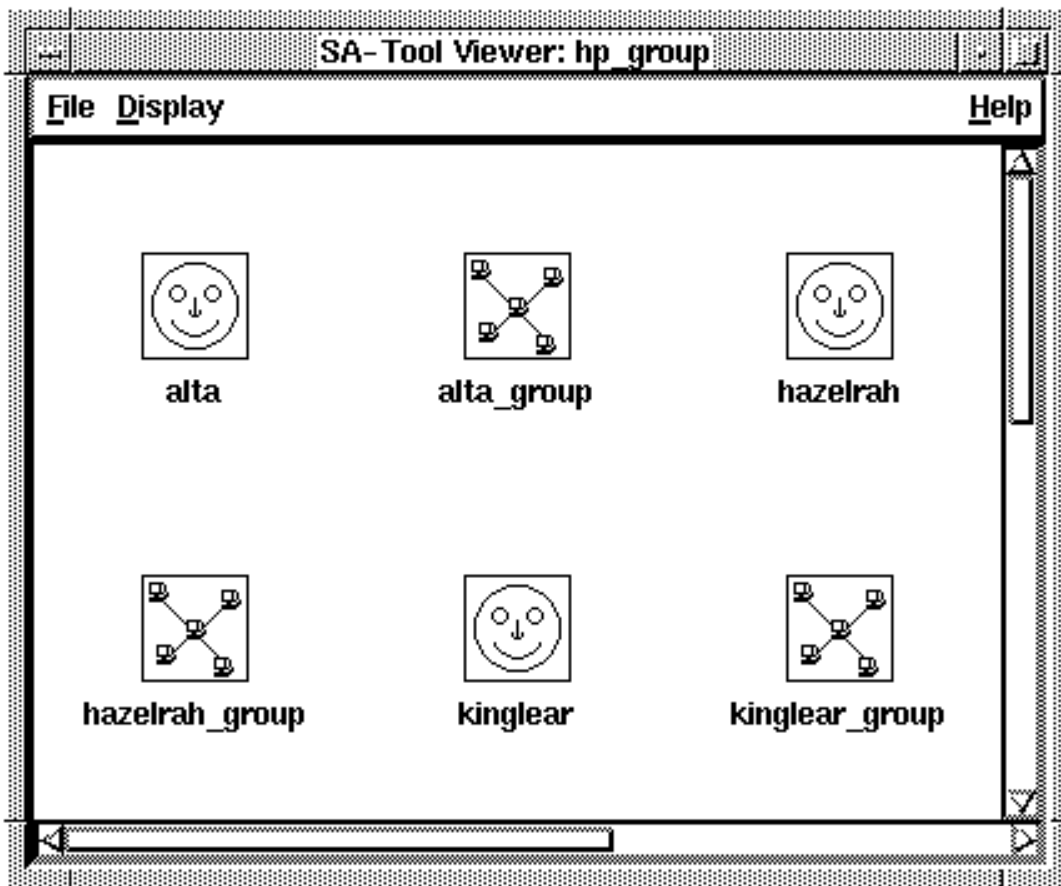 SA-Tool Viewer: hp_group
File Display Help
alta alta_group hazelrah
hazelrah_group kinglear kinglear_group